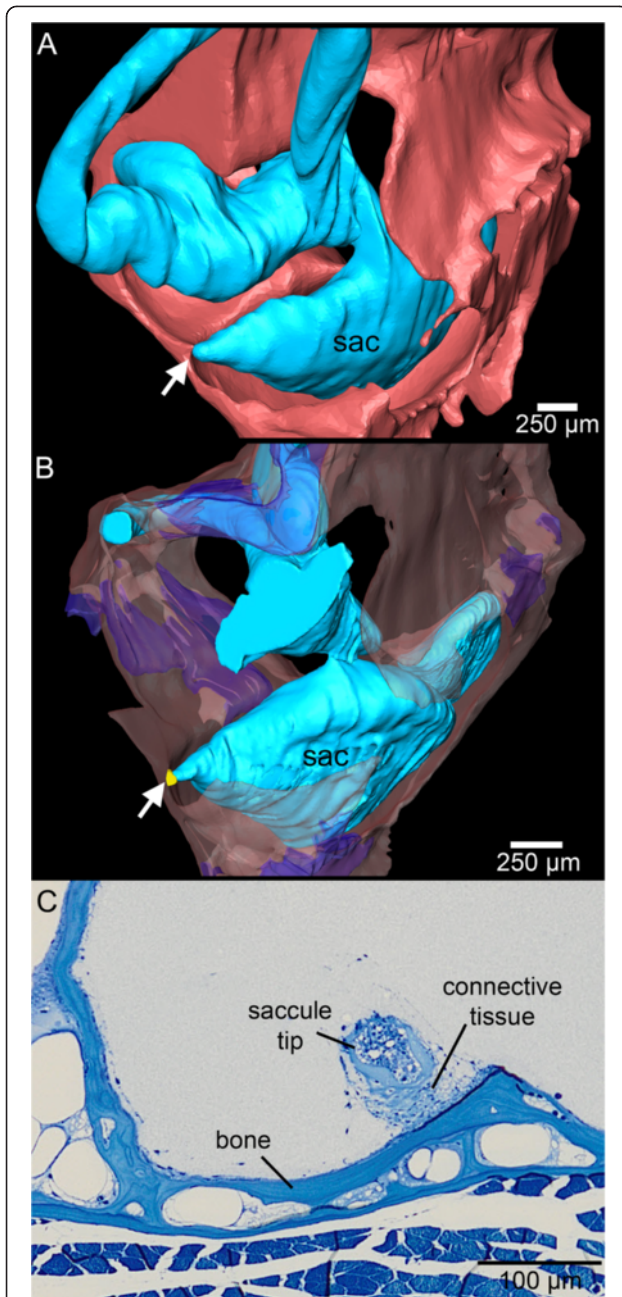 A
sac
250 µm
B
sac
250 µm
C
saccule
tip
connective
tissue
bone
100 µm